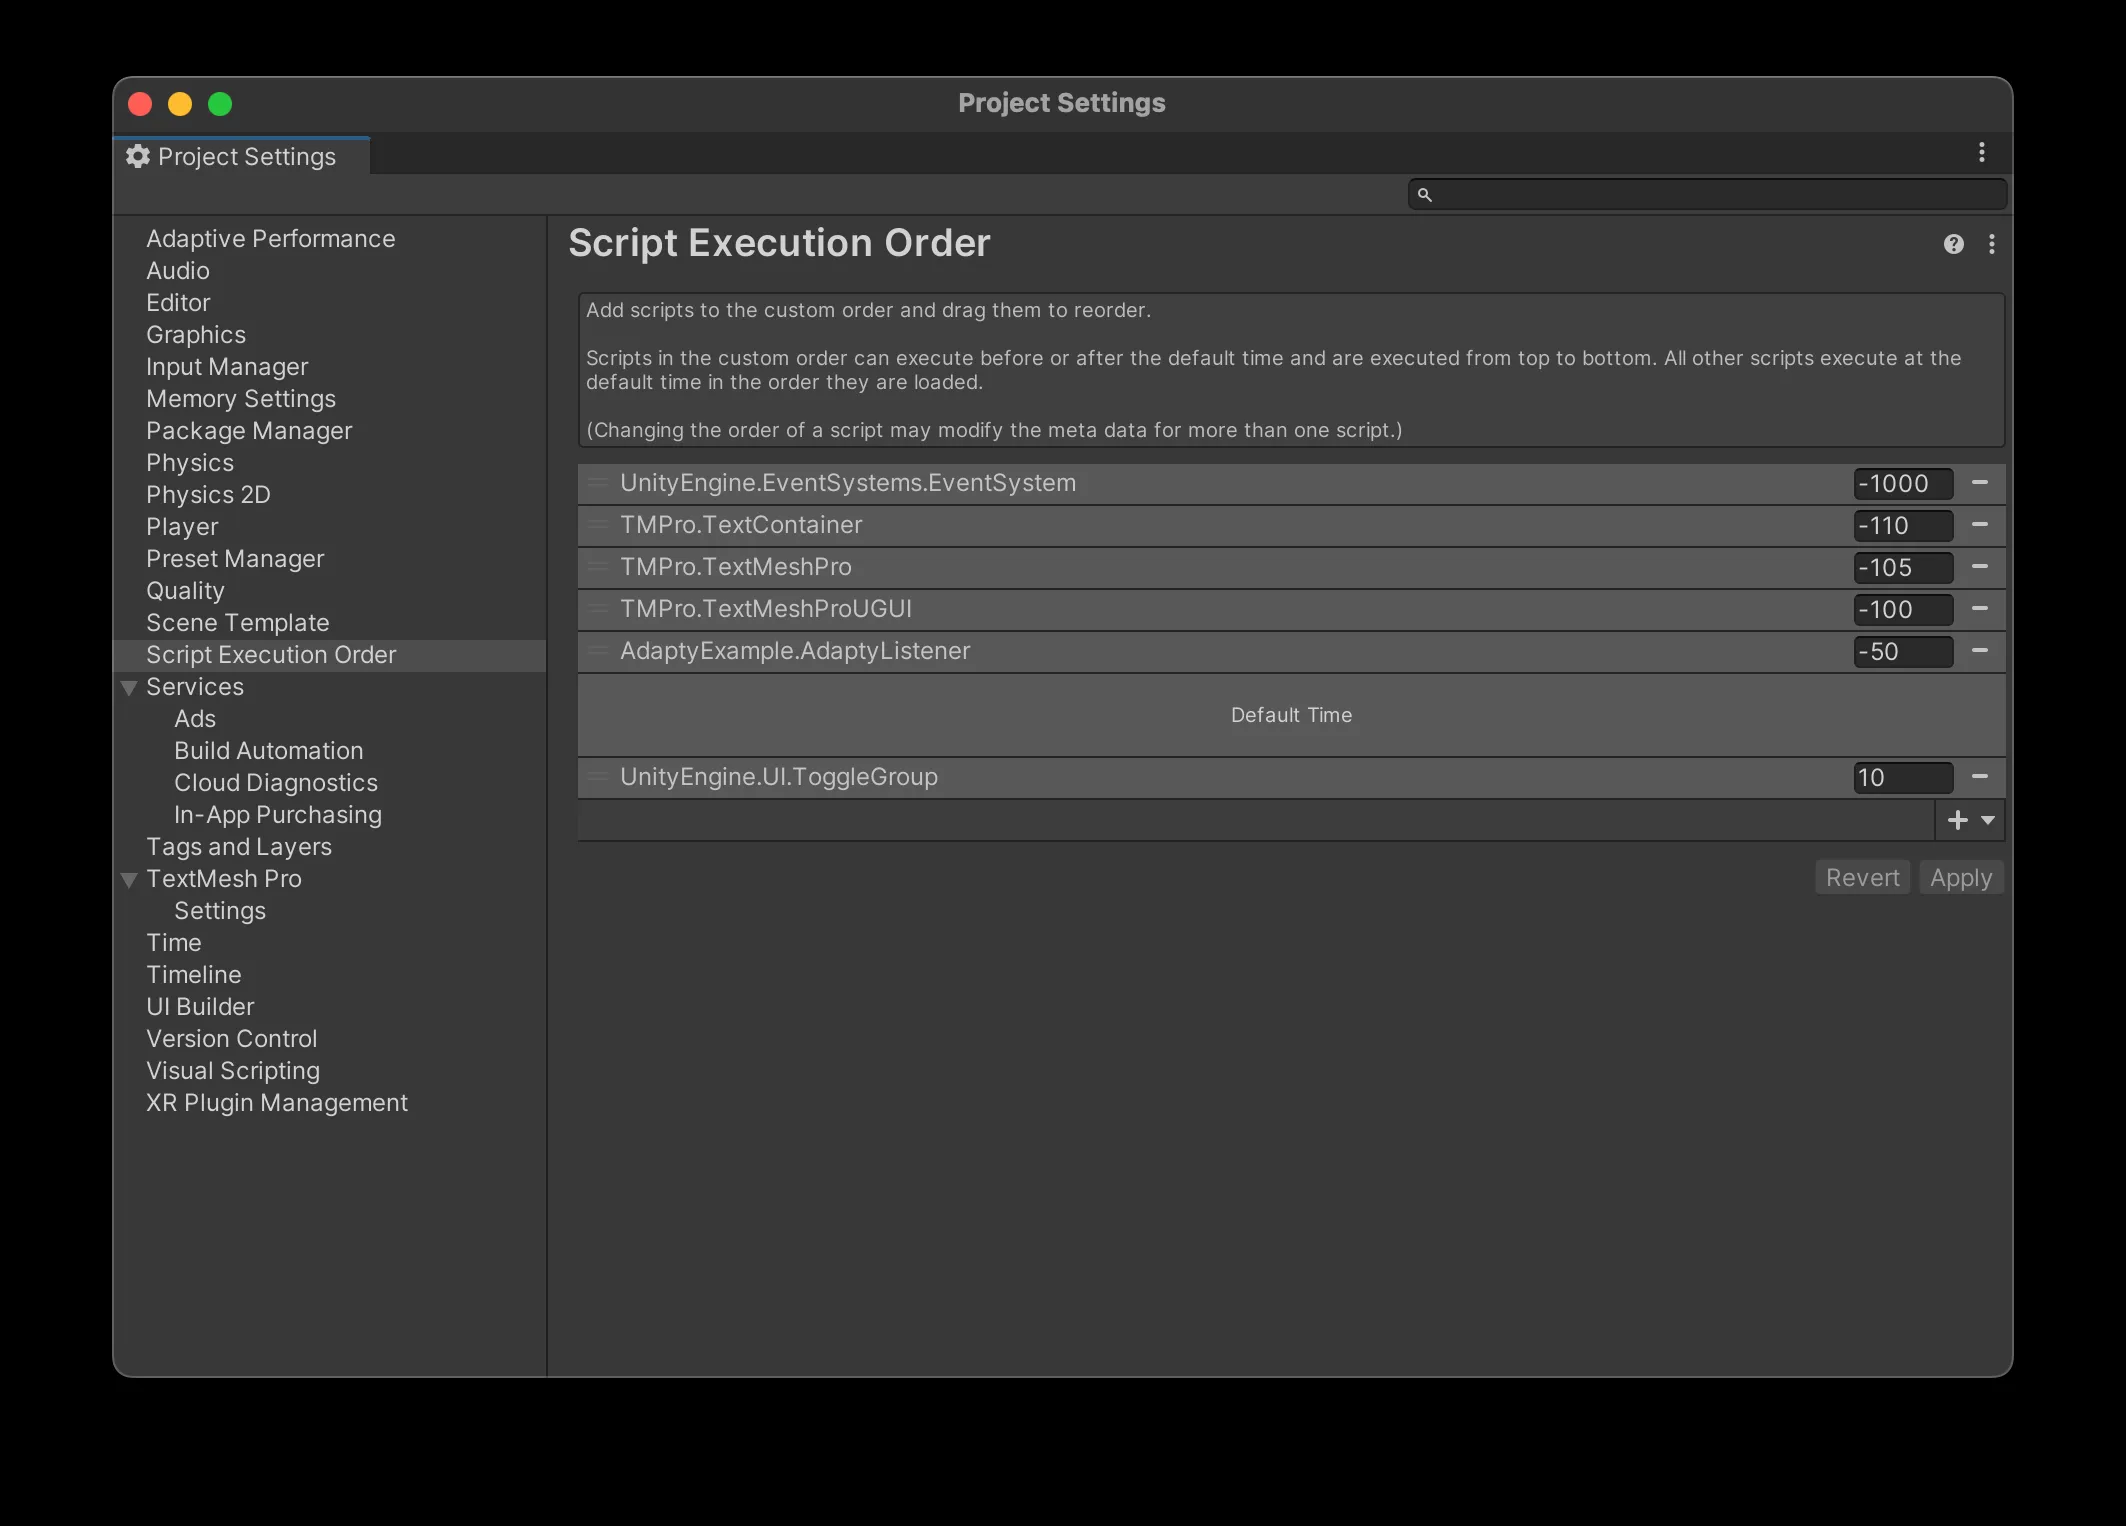 Project Settings
Project Settings
Adaptive Performance
Audio
Editor
Graphics
Input Manager
Memory Settings
Package Manager
Physics
Physics 2D
Player
Preset Manager
Quality
Scene Template
Script Execution Order
Services
Ads
Build Automation
Cloud Diagnostics
In-App Purchasing
Tags and Layers
TextMesh Pro
Settings
Time
Timeline
UI Builder
Version Control
Visual Scripting
XR Plugin Management
Script Execution Order
Add scripts to the custom order and drag them to reorder.
Scripts in the custom order can execute before or after the default time and are executed from top to bottom. All other scripts execute at the
default time in the order they are loaded.
(Changing the order of a script may modify the meta data for more than one script.)
UnityEngine.EventSystems.EventSystem -1000
TMPro.TextContainer -110
TMPro.TextMeshPro -105
TMPro.TextMeshProUGUI -100
AdaptyExample.AdaptyListener -50
Default Time
UnityEngine.UI.ToggleGroup 10
Revert Apply